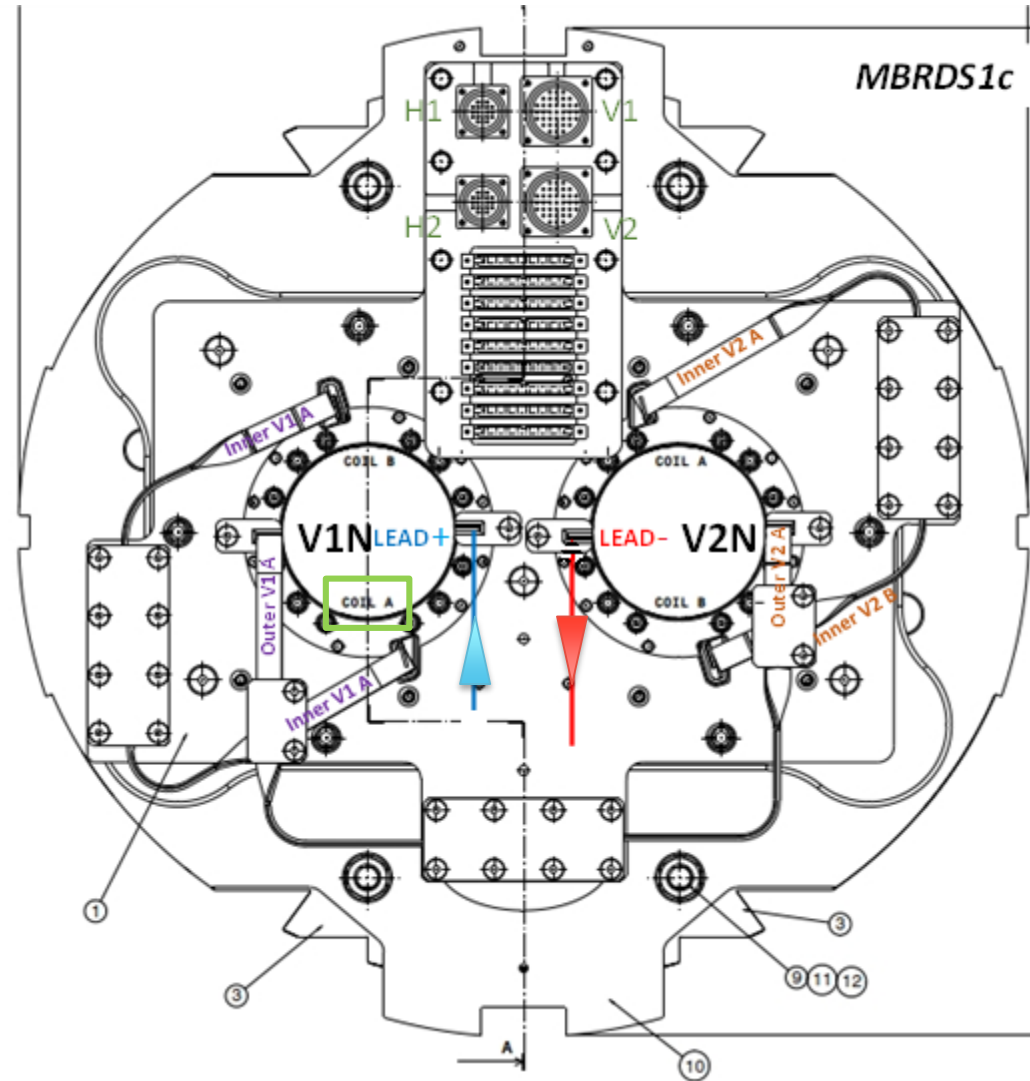 MBRDS1c
H1
V1
H2
V2
Inner V2 A
Inner V1 A
COIL B
COIL A
V1N
LEAD+
LEAD-
V2N
Outer V1 A
Outer V2 A
COIL A
COIL B
Inner V2 B
Inner V1 A
1
3
3
9
11
12
A
10